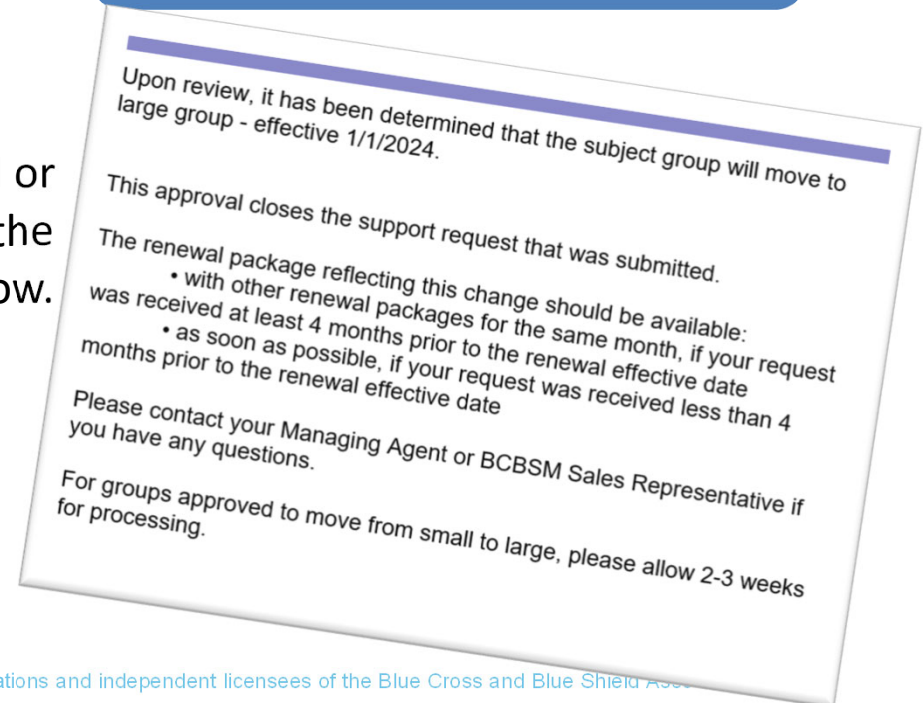 or
the
ow.
Upon review, it has been determined that the subject group will move to
large group - effective 1/1/2024.
This approval closes the support request that was submitted.
The renewal package reflecting this change should be available:
• with other renewal packages for the same month, if your request
was received at least 4 months prior to the renewal effective date
• as soon as possible, if your request was received less than 4
months prior to the renewal effective date
Please contact your Managing Agent or BCBSM Sales Representative if
you have any questions.
For groups approved to move from small to large, please allow 2-3 weeks
for processing.
ations and independent licensees of the Blue Cross and Blue Shield